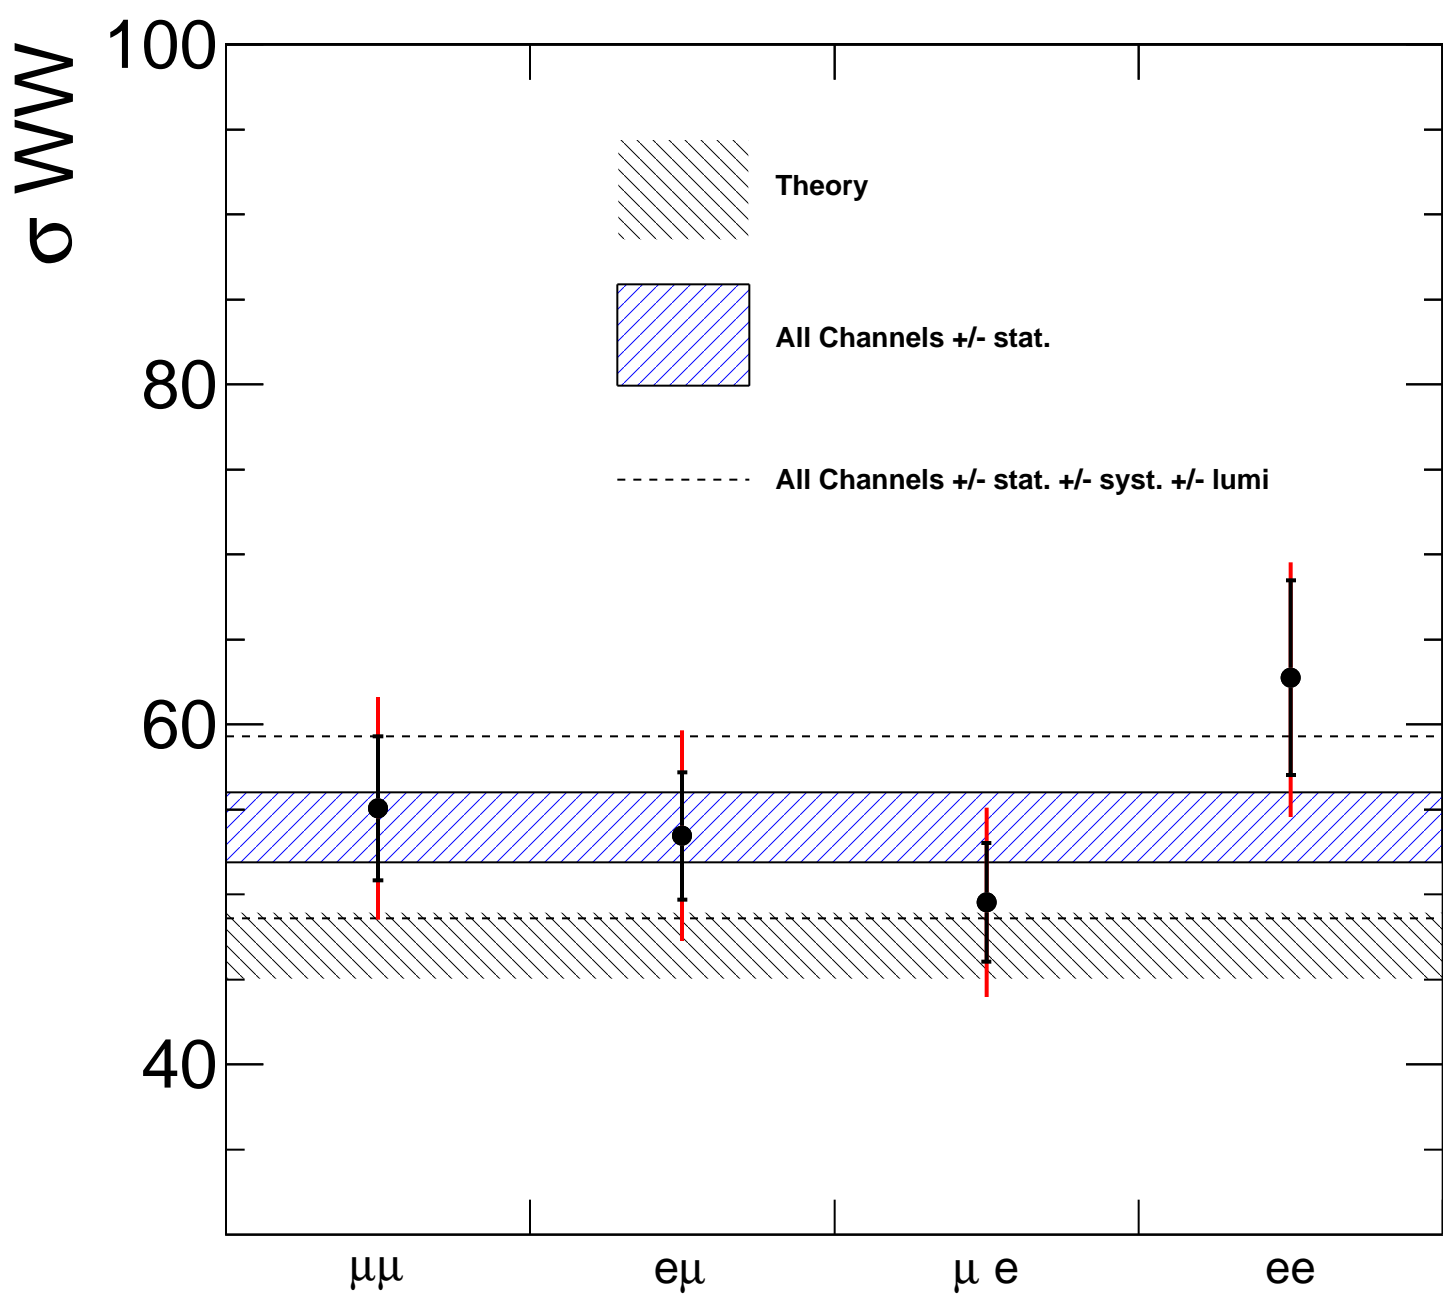 σ WW
100
80
60
40
Theory
All Channels +/- stat.
All Channels +/- stat. +/- syst. +/- lumi
μμ eμ μ e ee